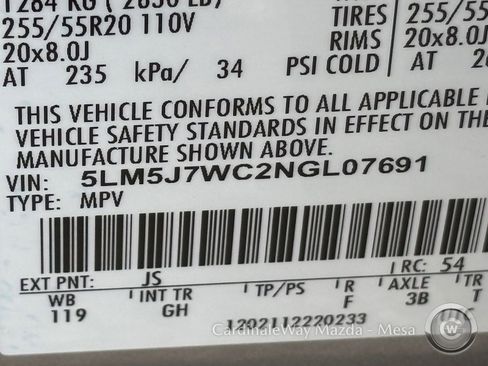 1284 KG ( 2830 LB)
255/55R20 110V TIRES 255/55
20x8.0J RIMS 20x8.0
AT 235 kPa/ 34 PSI COLD AT
THIS VEHICLE CONFORMS TO ALL APPLICABLE
VEHICLE SAFETY STANDARDS IN EFFECT ON THE
MANUFACTURE SHOWN ABOVE.
VIN: 5LM5J7WC2NGL07691
TYPE: MPV
EXT PNT: JS RC: 54
WB INT TR TP/PS R AXLE TR
119 GH F 3B T
1202112220233
CardinaleWay Mazda - Mesa